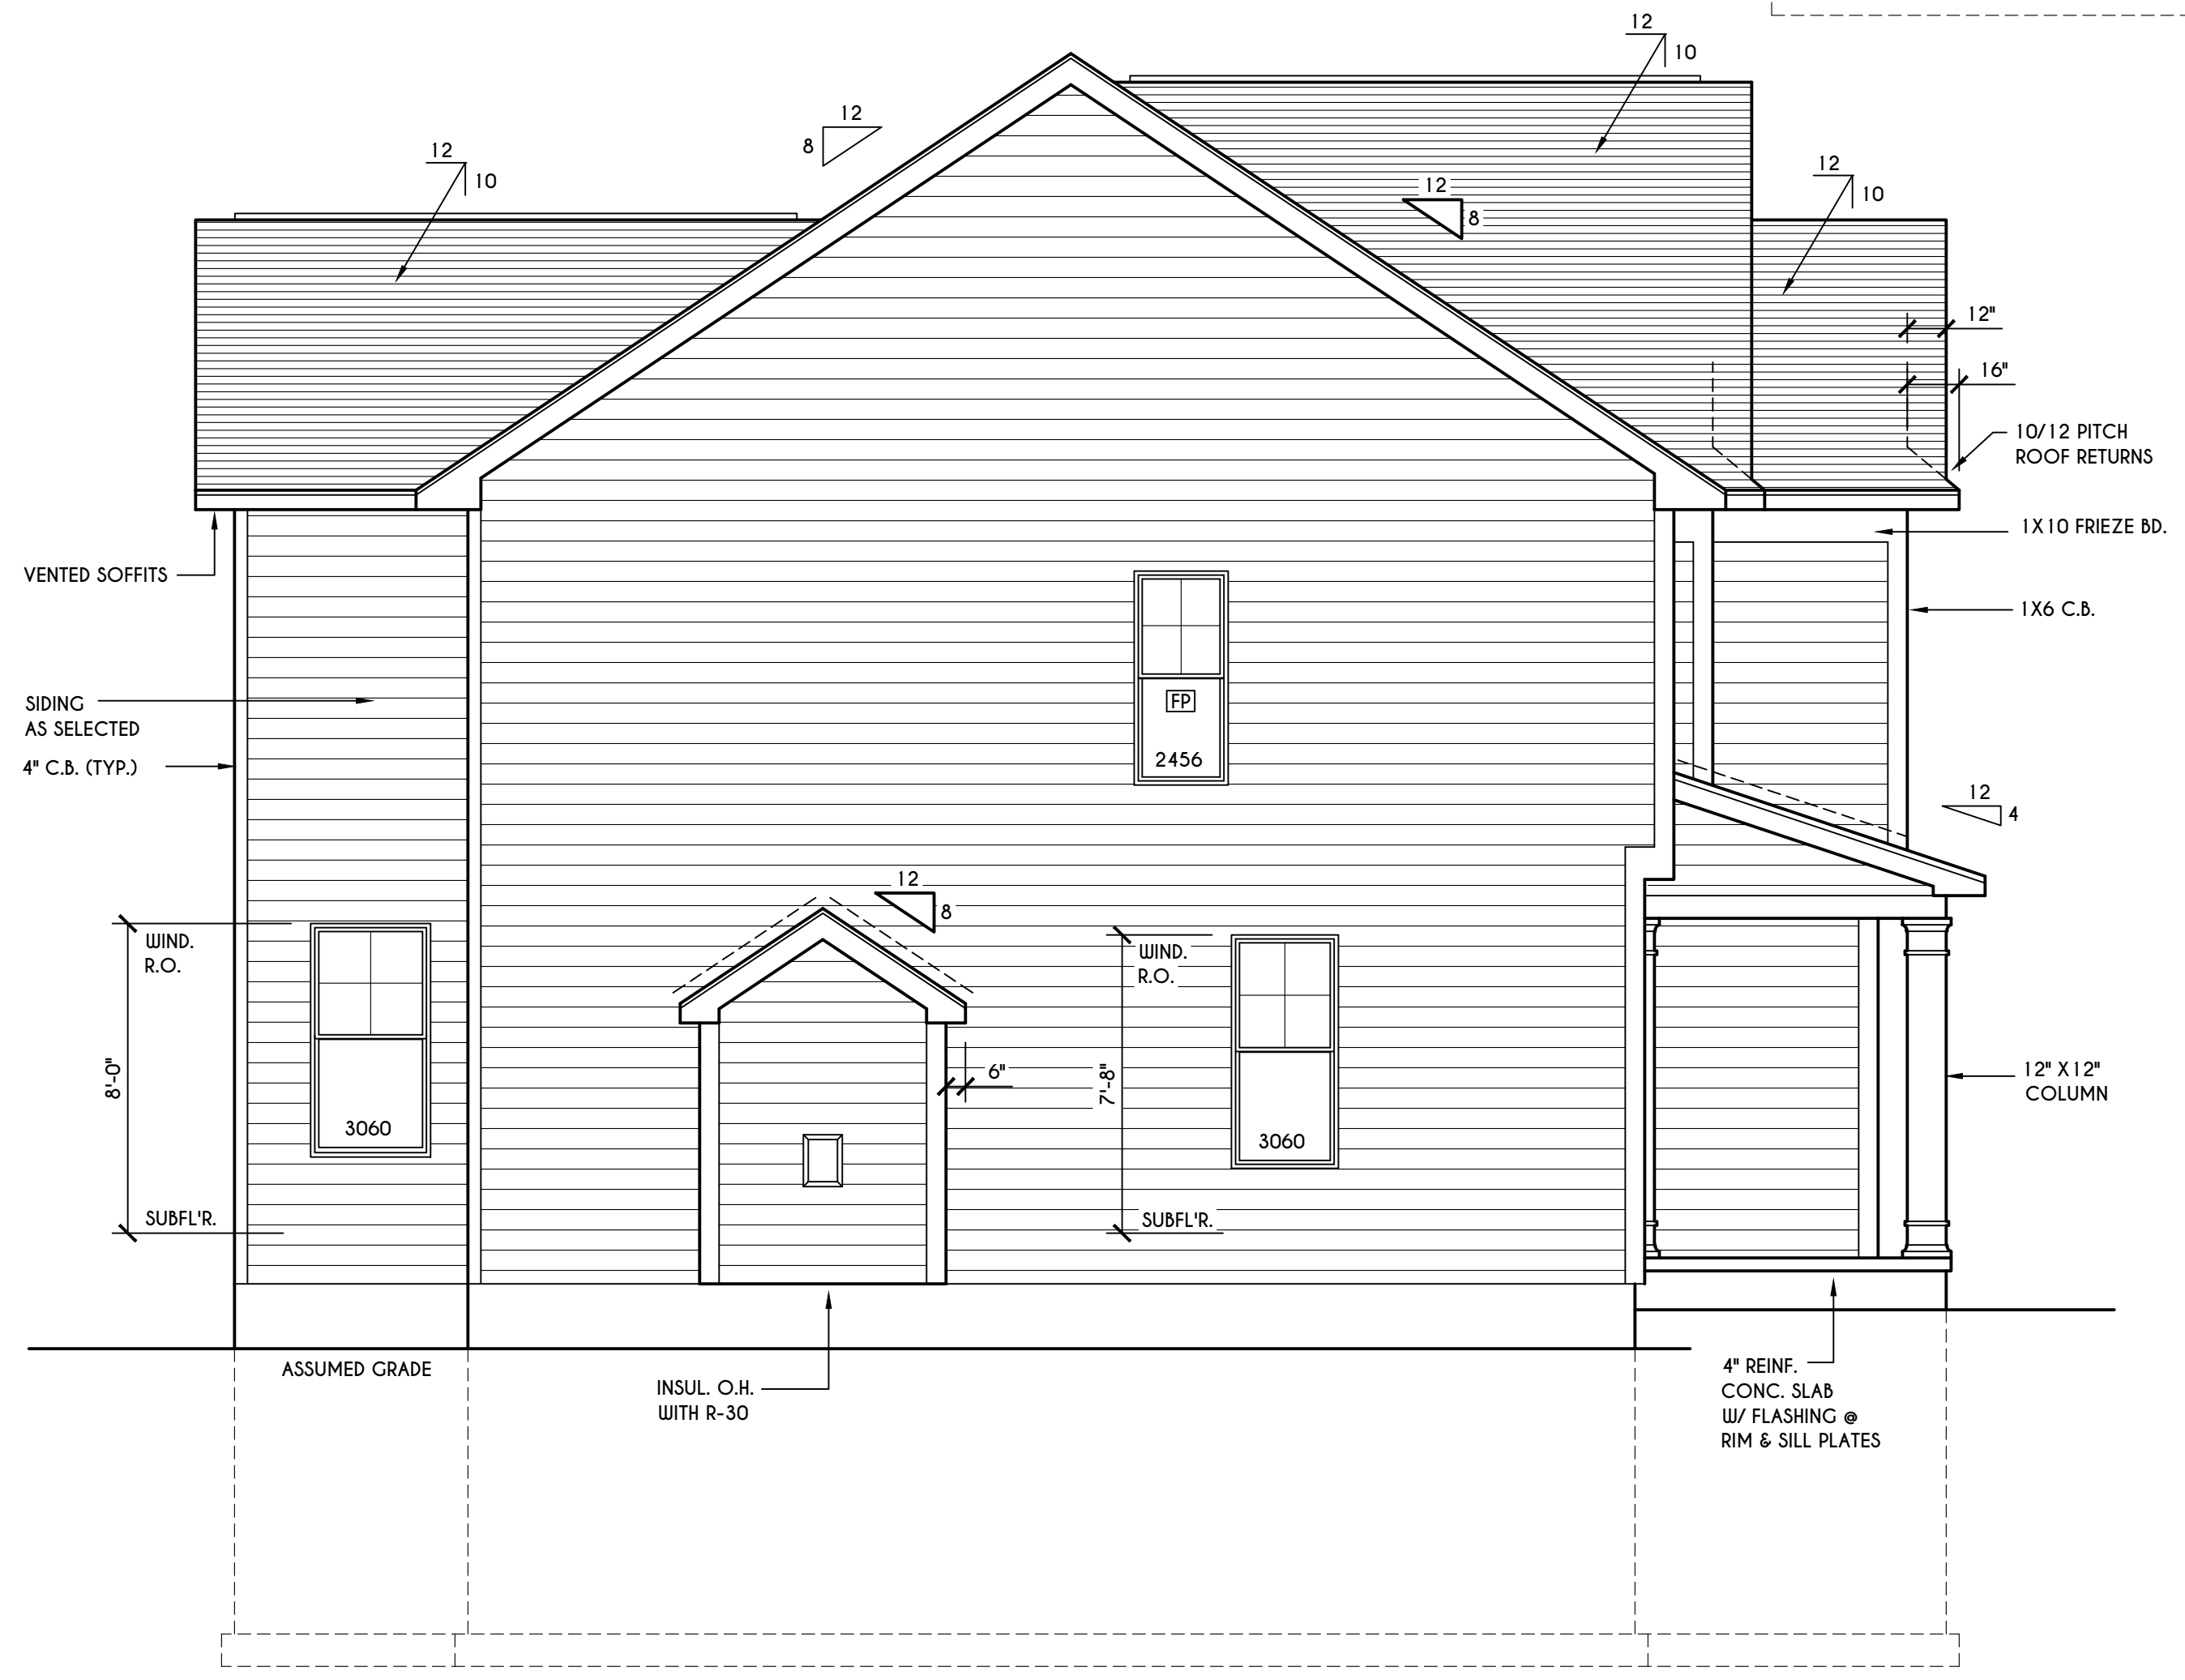 12
10
12
8
12
10
12
8
12
10
12"
16"
10/12 PITCH
ROOF RETURNS
1X10 FRIEZE BD.
VENTED SOFFITS
1X6 C.B.
SIDING
AS SELECTED
4" C.B. (TYP.)
FP
2456
12
4
12
8
WIND.
R.O.
8'-0"
3060
SUBFL'R.
6"
WIND.
R.O.
7'-8"
3060
SUBFL'R.
12" X12"
COLUMN
ASSUMED GRADE
INSUL. O.H.
WITH R-30
4" REINF.
CONC. SLAB
W/ FLASHING @
RIM & SILL PLATES